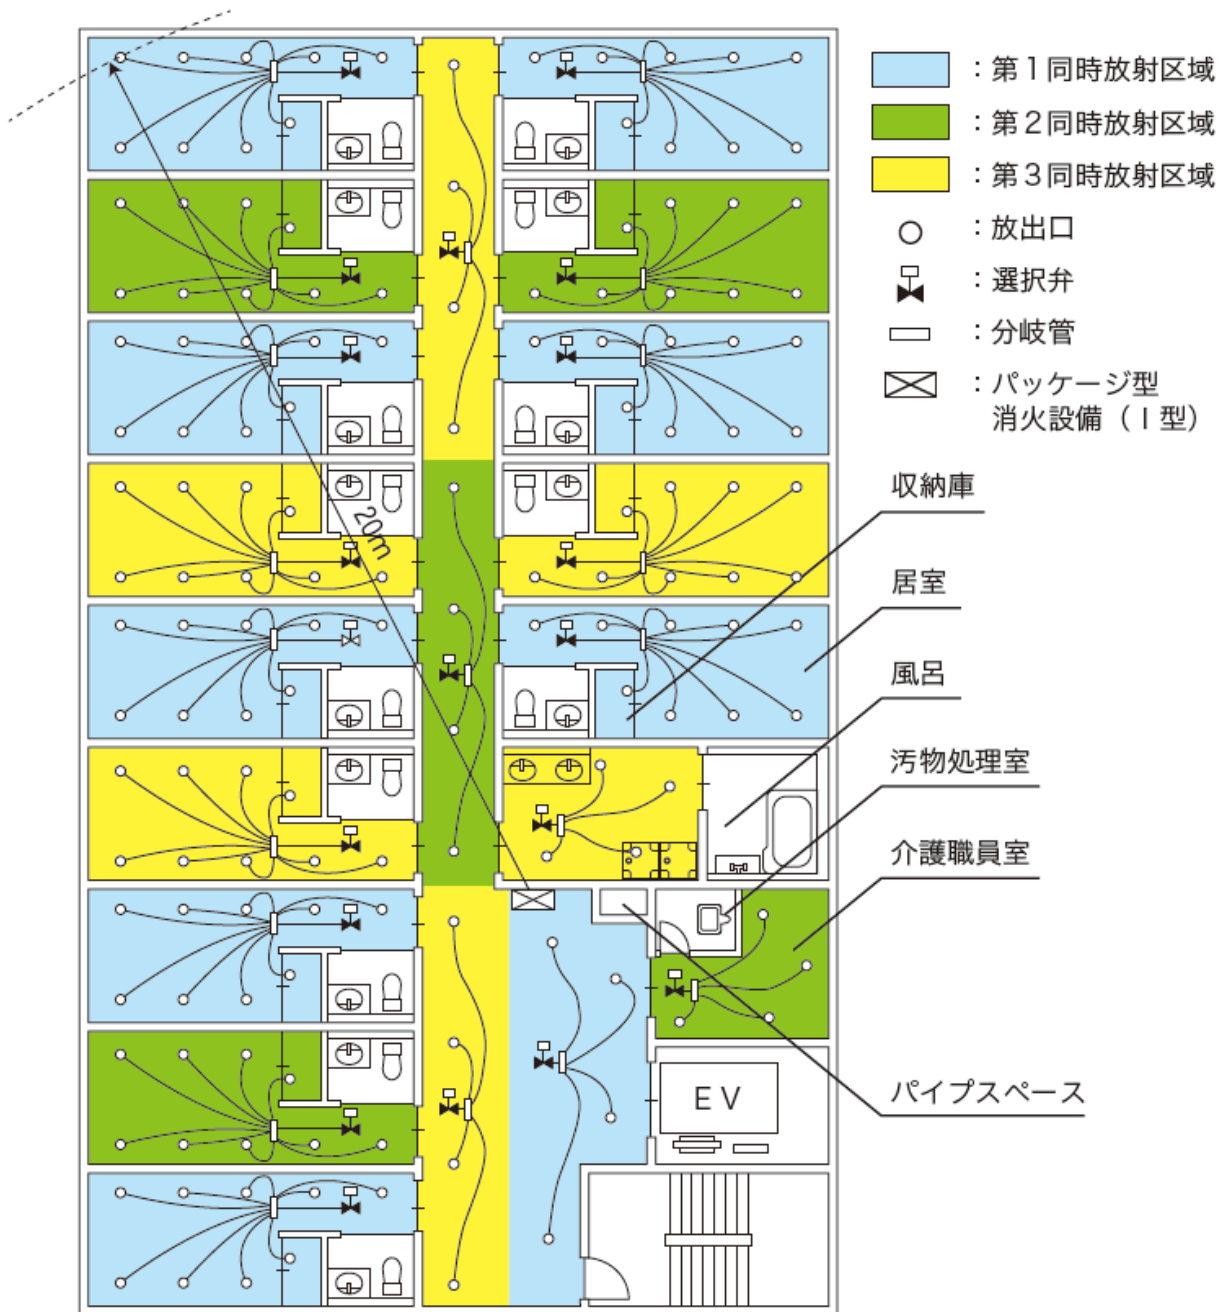 ：第１同時放射区域
：第２同時放射区域
：第３同時放射区域
：放出口
：選択弁
：分岐管
：パッケージ型
消火設備（Ⅰ型）
収納庫
20m
居室
風呂
汚物処理室
介護職員室
パイプスペース
EV